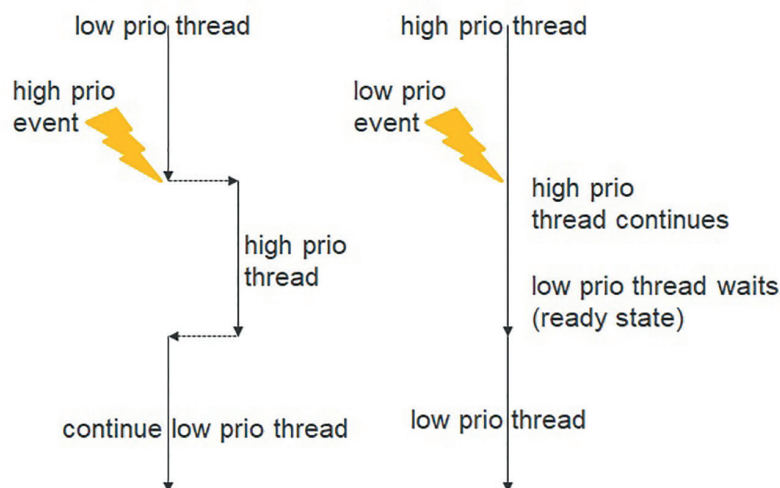 low prio thread
high prio
event
high prio
thread
continue low prio thread
high prio thread
low prio
event
high prio
thread continues
low prio thread waits
(ready state)
low prio thread